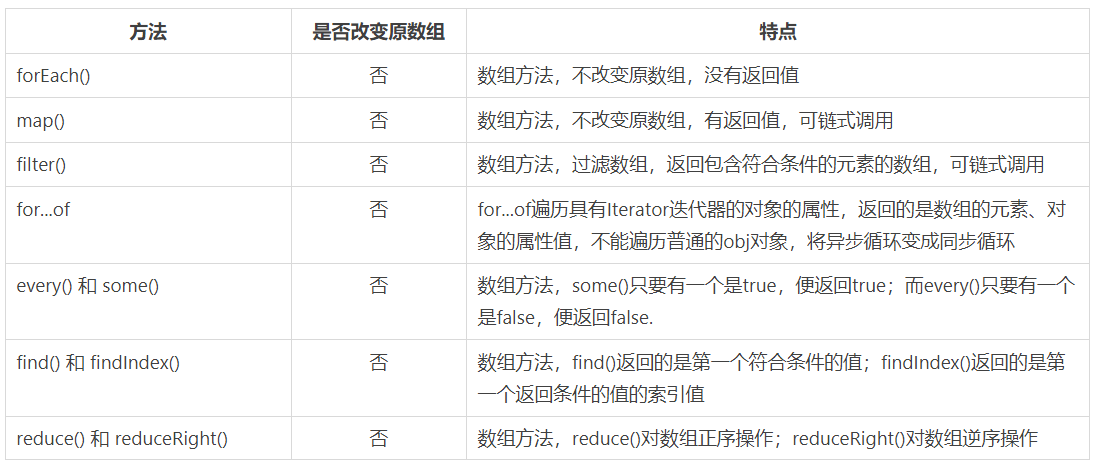 方法 是否改变原数组 特点
forEach() 否 数组方法，不改变原数组，没有返回值
map() 否 数组方法，不改变原数组，有返回值，可链式调用
filter() 否 数组方法，过滤数组，返回包含符合条件的元素的数组，可链式调用
for...of 否 for...of遍历具有Iterator迭代器的对象的属性，返回的是数组的元素、对
象的属性值，不能遍历普通的obj对象，将异步循环变成同步循环
every() 和 some() 否 数组方法，some()只要有一个是true，便返回true；而every()只要有一个
是false，便返回false.
find() 和 findIndex() 否 数组方法，find()返回的是第一个符合条件的值；findIndex()返回的是第
一个返回条件的值的索引值
reduce() 和 reduceRight() 否 数组方法，reduce()对数组正序操作；reduceRight()对数组逆序操作